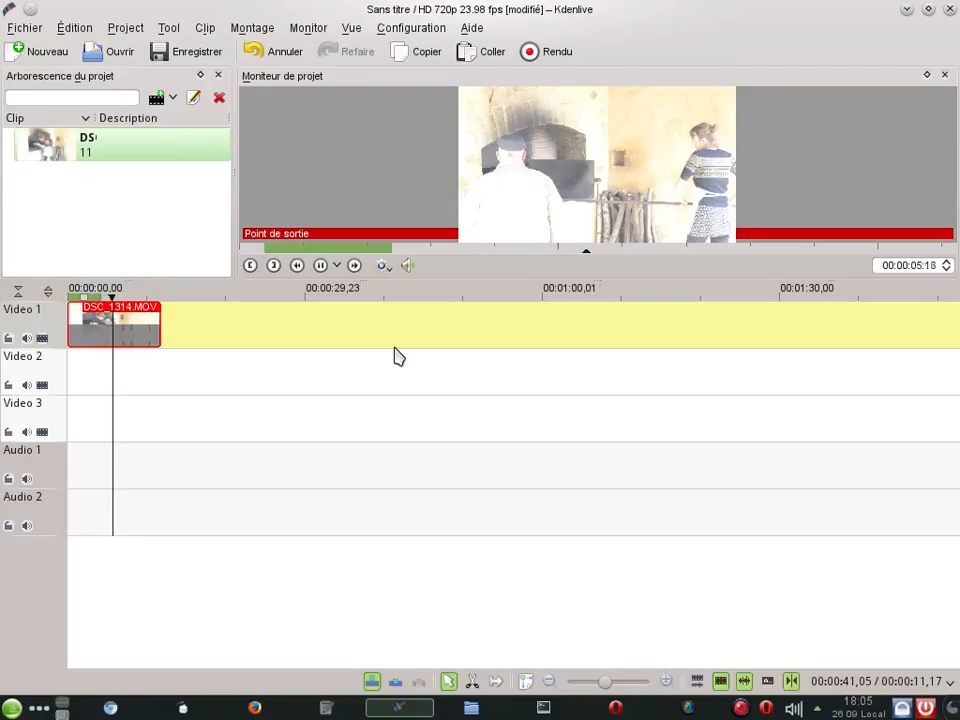 Sans titre / HD 720p 23.98 fps [modifié] – Kdenlive
Fichier Édition Project Tool Clip Montage Monitor Vue Configuration Aide
Nouveau Ouvrir Enregistrer Annuler Refaire Copier Coller Rendu
Arborescence du projet
Moniteur de projet
Clip Description
DS
11
Point de sortie
00:00:05:16
00:00:00,00 00:00:29,23 00:01:00,01 00:01:30,00
Video 1
DSC_1314.MOV
Video 2
Video 3
Audio 1
Audio 2
00:00:41,05 / 00:00:11,17
18:05
26 09 Local